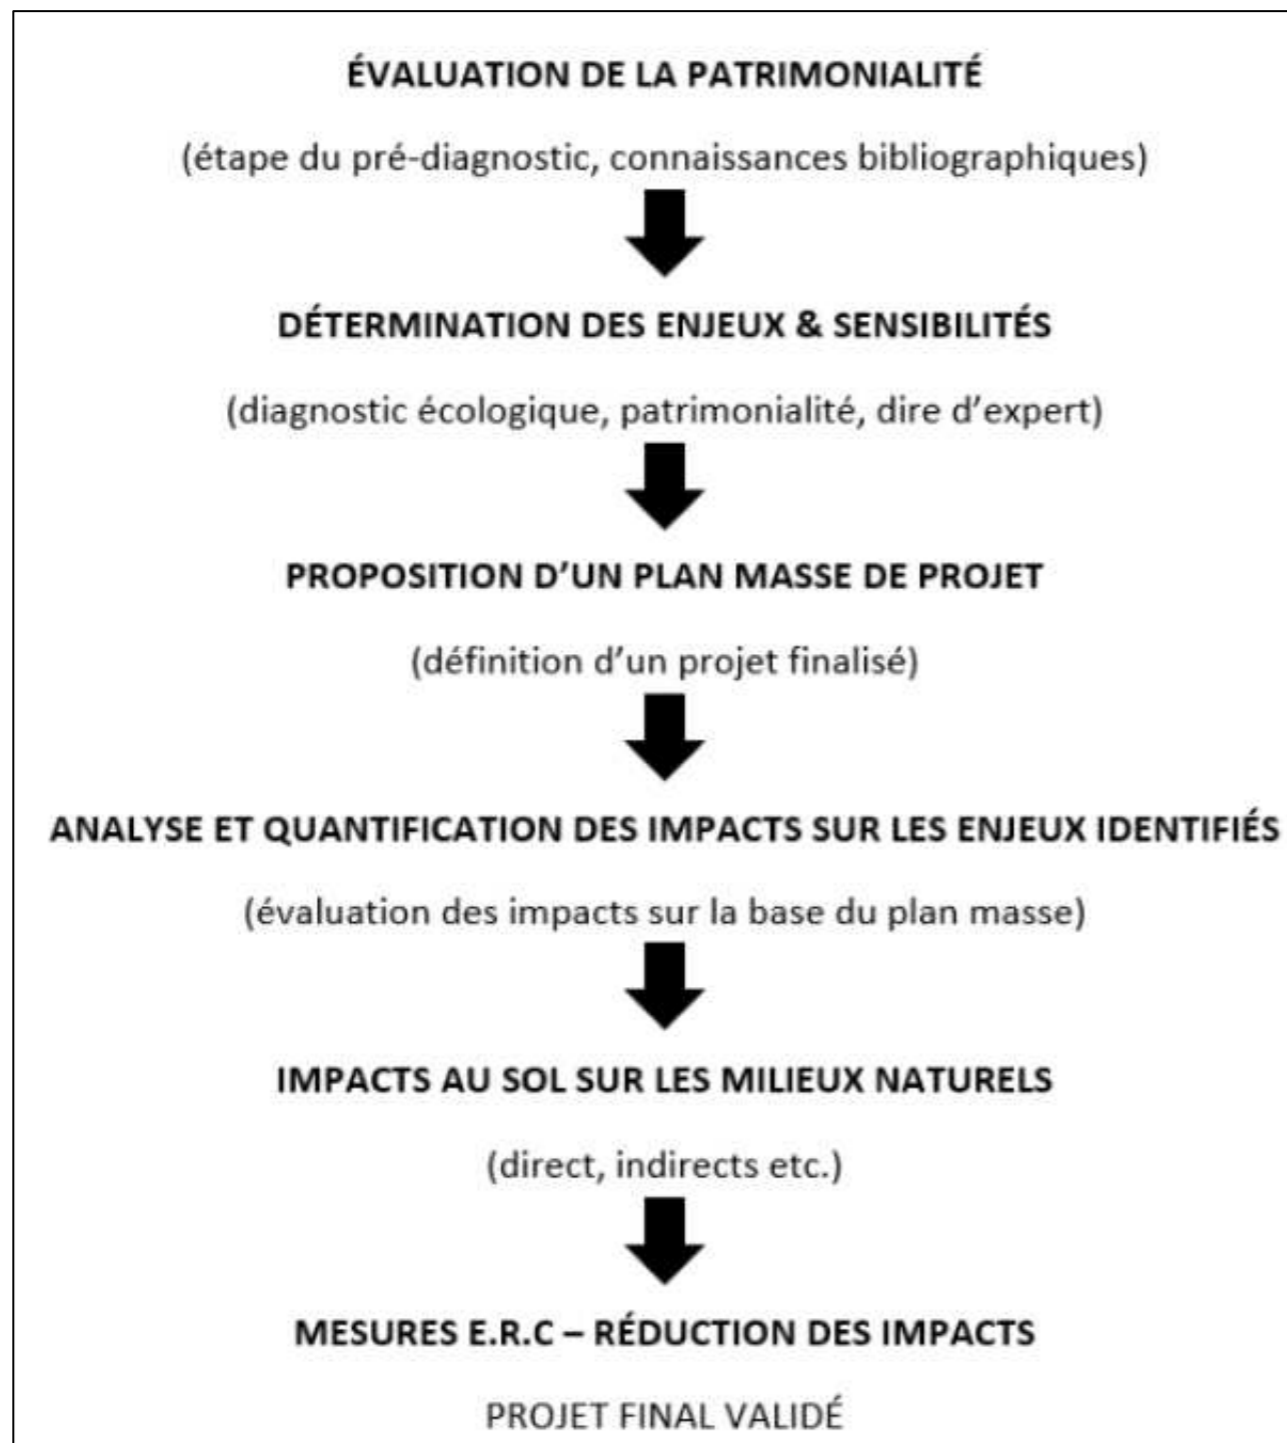 ÉVALUATION DE LA PATRIMONIALITÉ
(étape du pré-diagnostic, connaissances bibliographiques)
DÉTERMINATION DES ENJEUX & SENSIBILITÉS
(diagnostic écologique, patrimonialité, dire d’expert)
PROPOSITION D’UN PLAN MASSE DE PROJET
(définition d’un projet finalisé)
ANALYSE ET QUANTIFICATION DES IMPACTS SUR LES ENJEUX IDENTIFIÉS
(évaluation des impacts sur la base du plan masse)
IMPACTS AU SOL SUR LES MILIEUX NATURELS
(direct, indirects etc.)
MESURES E.R.C – RÉDUCTION DES IMPACTS
PROJET FINAL VALIDÉ